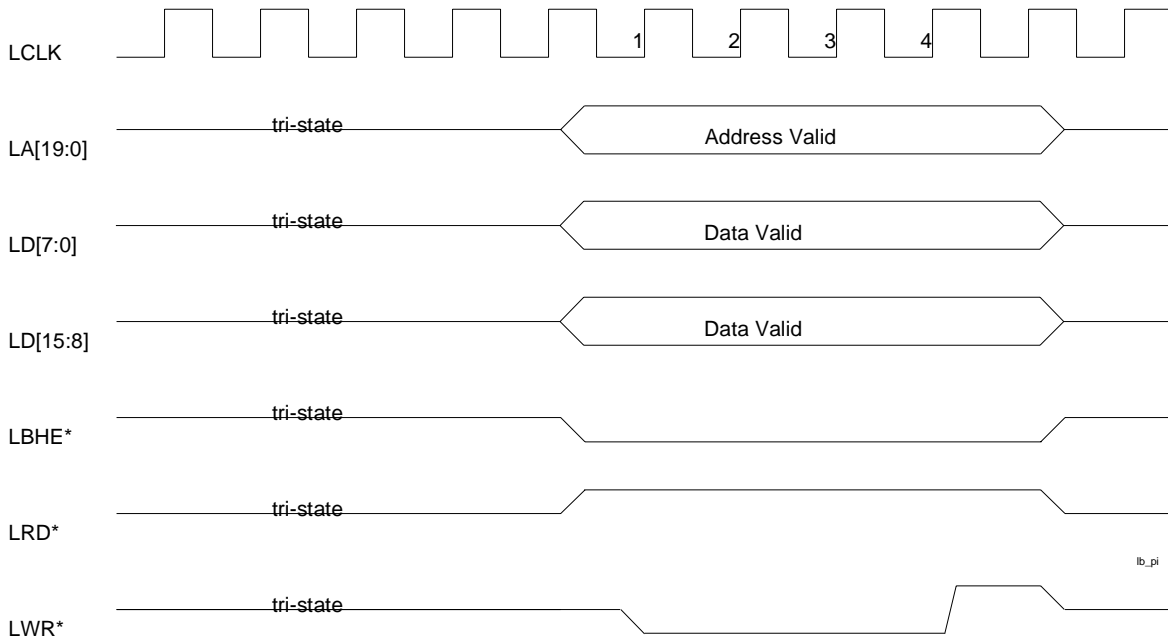 LCLK
1 2 3 4
tri-state
LA[19:0]
Address Valid
tri-state
LD[7:0]
Data Valid
tri-state
LD[15:8]
Data Valid
tri-state
LBHE*
tri-state
LRD*
lb_pi
tri-state
LWR*